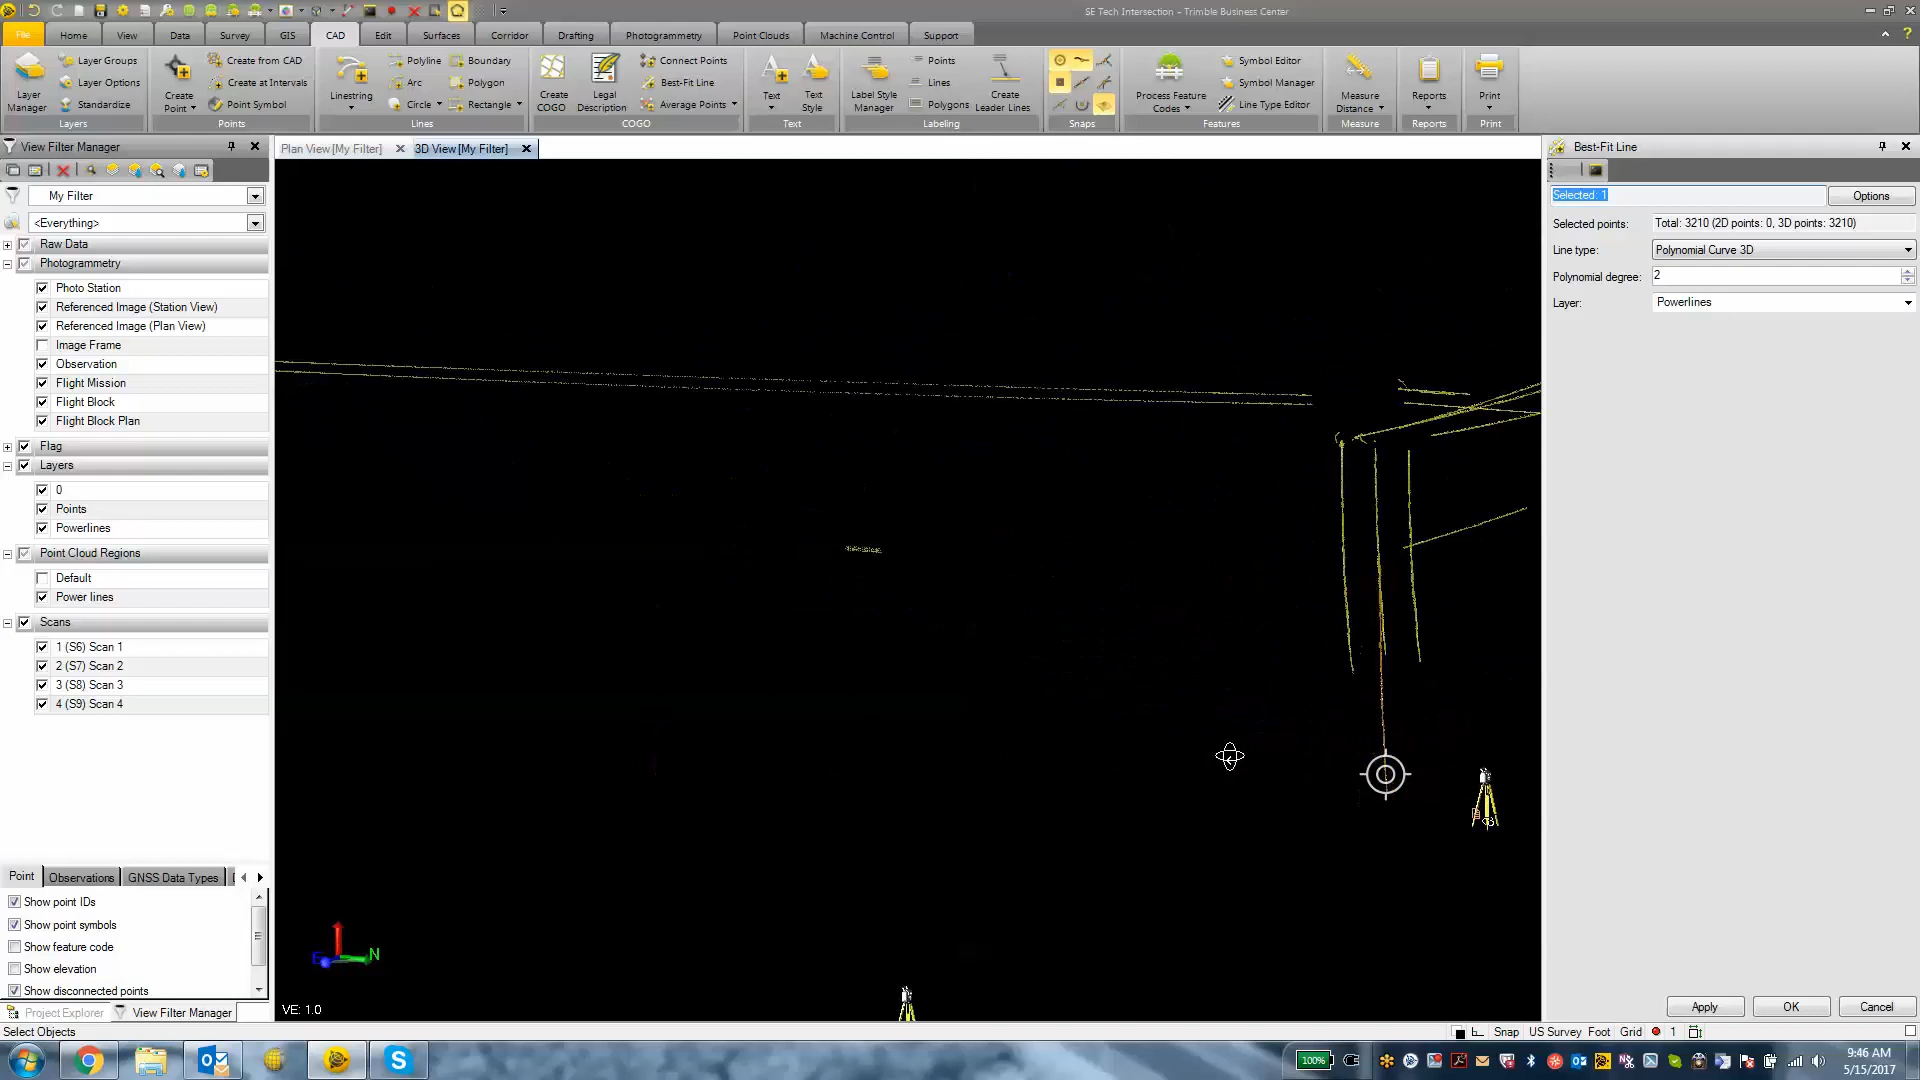 SE Tech Intersection - Trimble Business Center
File Home View Data Survey GIS CAD Edit Surfaces Corridor Drafting Photogrammetry Point Clouds Machine Control Support
Layer Manager
Layer Groups
Layer Options
Standardize
Layers
Create Point
Create from CAD
Create at Intervals
Point Symbol
Points
Linestring
Polyline
Arc
Circle
Boundary
Polygon
Rectangle
Lines
Create COGO
Legal Description
Connect Points
Best-Fit Line
Average Points
COGO
Text
Text Style
Text
Label Style Manager
Points
Lines
Polygons
Create Leader Lines
Labeling
Snaps
Process Feature Codes
Symbol Editor
Symbol Manager
Line Type Editor
Features
Measure Distance
Measure
Reports
Reports
Print
Print
View Filter Manager
My Filter
<Everything>
Raw Data
Photogrammetry
Photo Station
Referenced Image (Station View)
Referenced Image (Plan View)
Image Frame
Observation
Flight Mission
Flight Block
Flight Block Plan
Flag
Layers
0
Points
Powerlines
Point Cloud Regions
Default
Power lines
Scans
1 (S6) Scan 1
2 (S7) Scan 2
3 (S8) Scan 3
4 (S9) Scan 4
Point Observations GNSS Data Types
Show point IDs
Show point symbols
Show feature code
Show elevation
Show disconnected points
Project Explorer View Filter Manager
Select Objects
Plan View [My Filter] 3D View [My Filter]
E N
VE: 1.0
Best-Fit Line
Selected: 1 Options
Selected points: Total: 3210 (2D points: 0, 3D points: 3210)
Line type: Polynomial Curve 3D
Polynomial degree: 2
Layer: Powerlines
Apply OK Cancel
Snap US Survey Foot Grid 1
100%
9:46 AM
5/15/2017